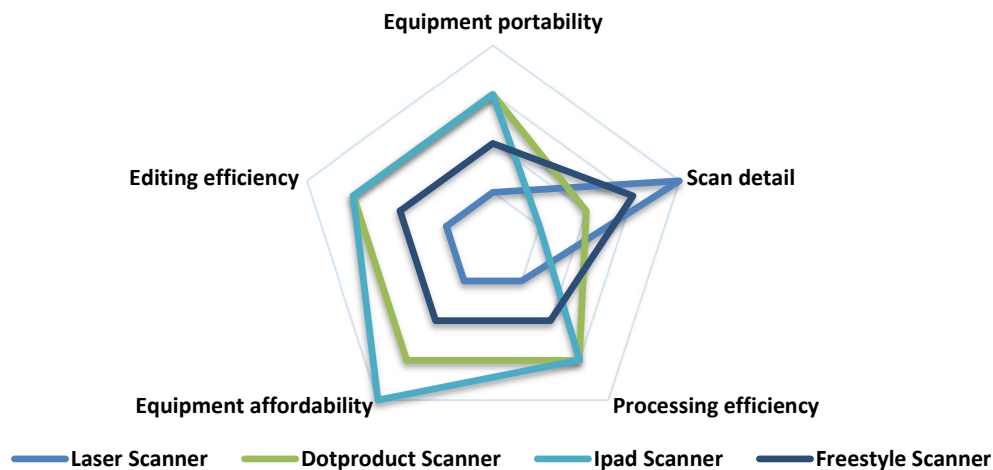 Equipment portability
Editing efficiency
Scan detail
Equipment affordability
Processing efficiency
Laser Scanner
Dotproduct Scanner
Ipad Scanner
Freestyle Scanner